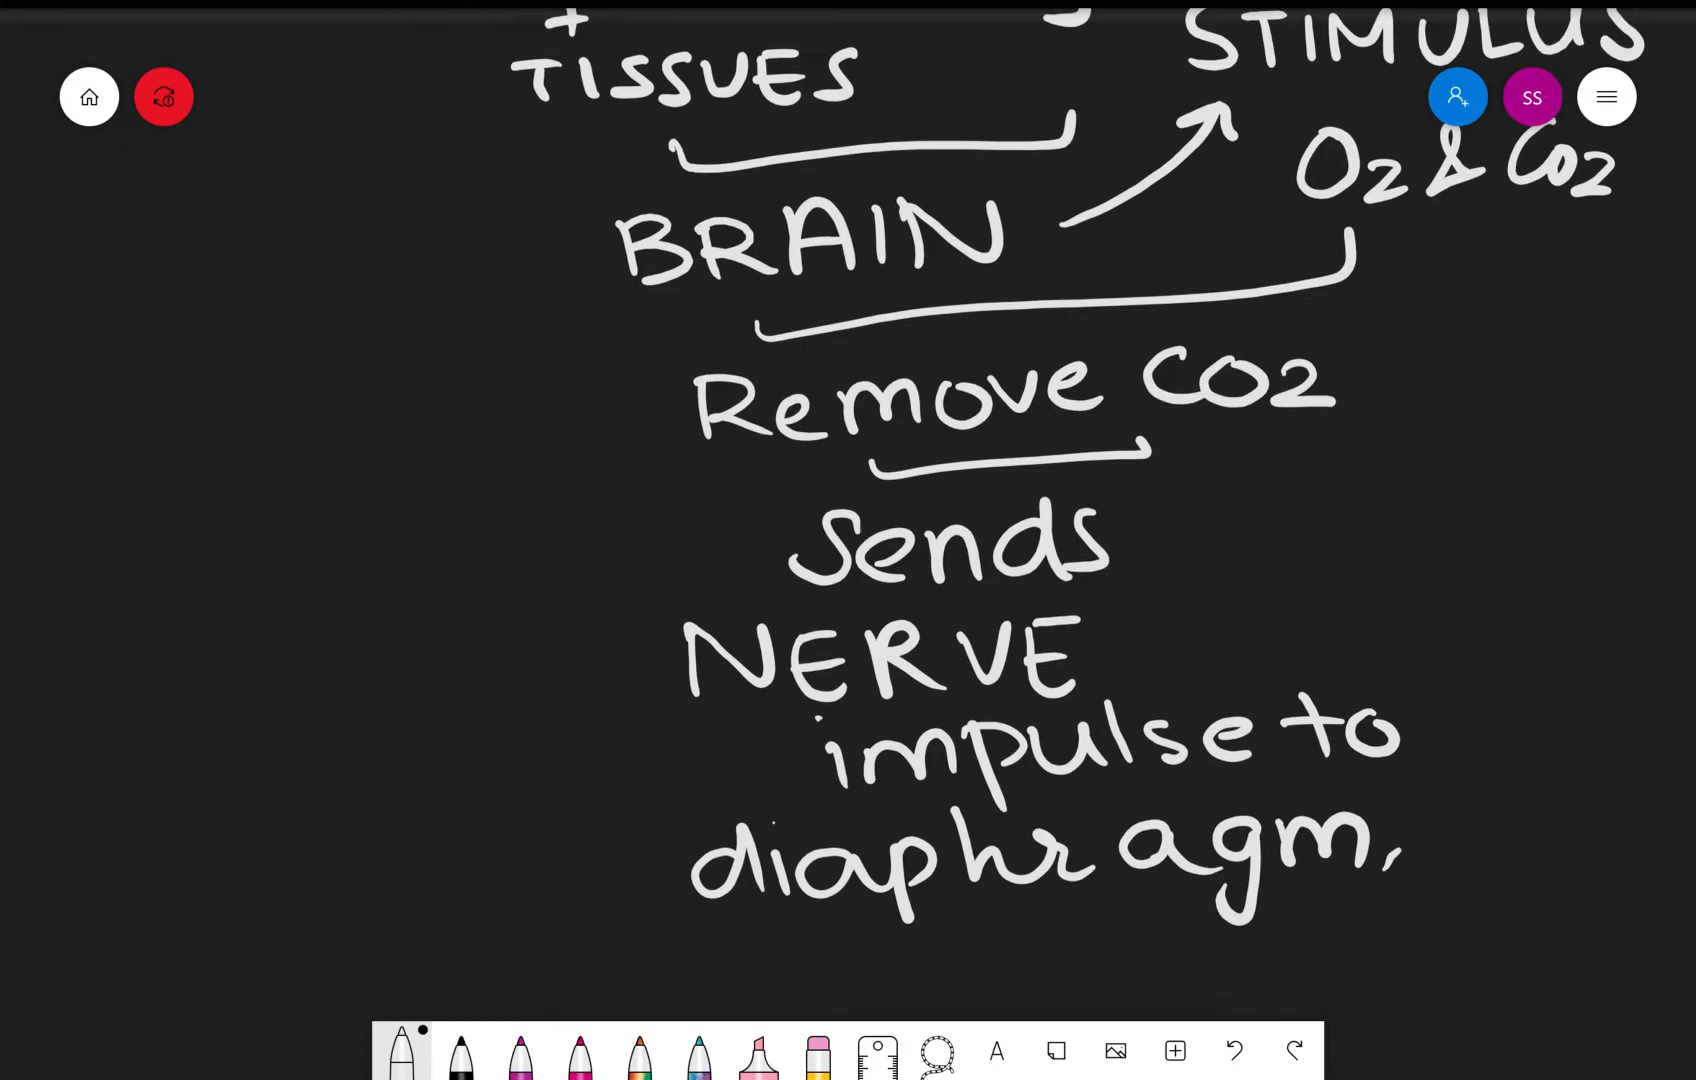 +
STIMULUS
TISSUES
SS
O2 & CO2
BRAIN
Remove CO2
Sends
NERVE
impulse to
diaphragm,
A